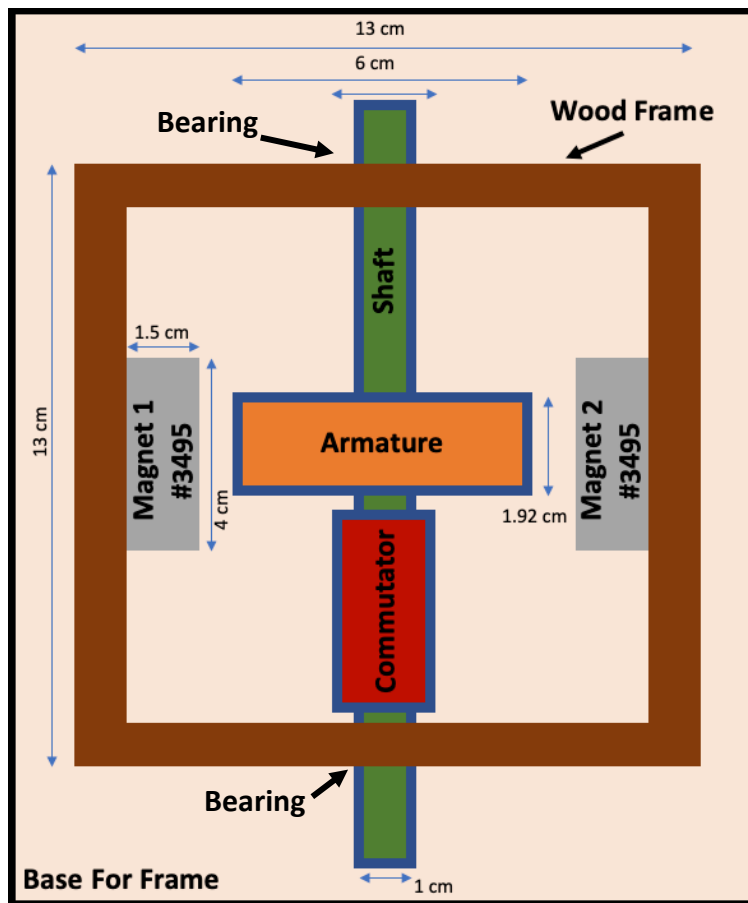 13 cm
6 cm
Bearing
Wood Frame
Shaft
1.5 cm
Magnet 1
#3495
4 cm
13 cm
Armature
1.92 cm
Magnet 2
#3495
Commutator
Bearing
Base For Frame
1 cm